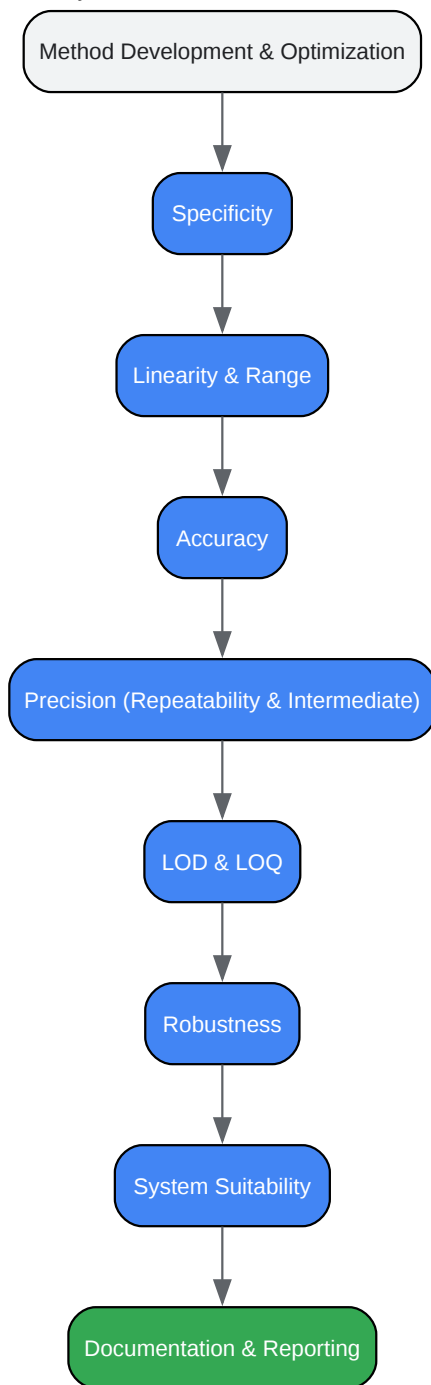 Method Development & Optimization
Specificity
Linearity & Range
Accuracy
Precision (Repeatability & Intermediate)
LOD & LOQ
Robustness
System Suitability
Documentation & Reporting